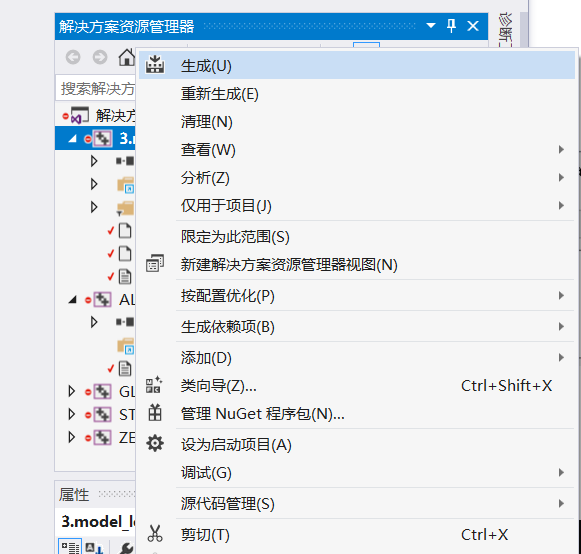 解决方案资源管理器
诊断工
搜索解决方
解决方
3.
AL
GL
ST
ZE
生成(U)
重新生成(E)
清理(N)
查看(W)
分析(Z)
仅用于项目(J)
限定为此范围(S)
新建解决方案资源管理器视图(N)
按配置优化(P)
生成依赖项(B)
添加(D)
类向导(Z)... Ctrl+Shift+X
管理 NuGet 程序包(N)...
设为启动项目(A)
调试(G)
源代码管理(S)
剪切(T) Ctrl+X
属性
3.model_l